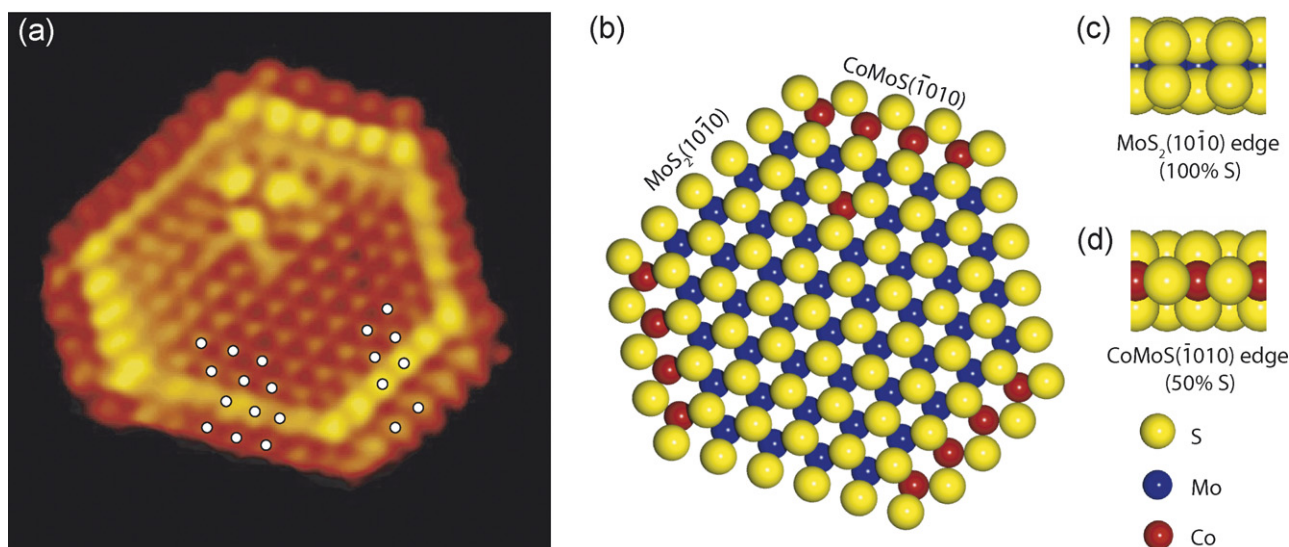 (a)
(b)
MoS₂(101̄0)
CoMoS(1̄010)
(c)
MoS₂(101̄0) edge
(100% S)
(d)
CoMoS(1̄010) edge
(50% S)
S
Mo
Co